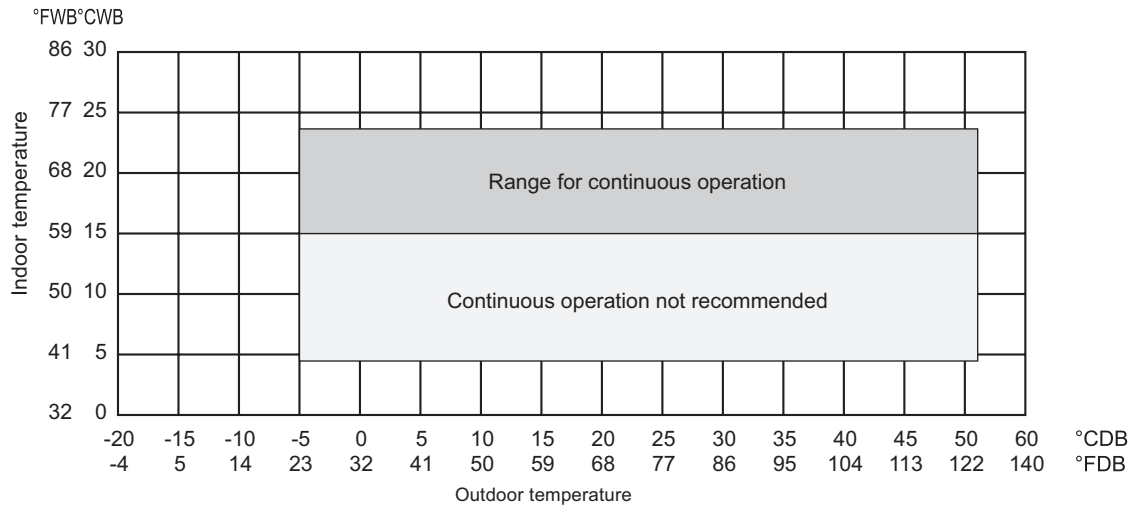 °FWB°CWB
86 30
77 25
68 20
59 15
50 10
41 5
32 0
Indoor temperature
Range for continuous operation
Continuous operation not recommended
-20 -15 -10 -5 0 5 10 15 20 25 30 35 40 45 50 60 °CDB
-4 5 14 23 32 41 50 59 68 77 86 95 104 113 122 140 °FDB
Outdoor temperature